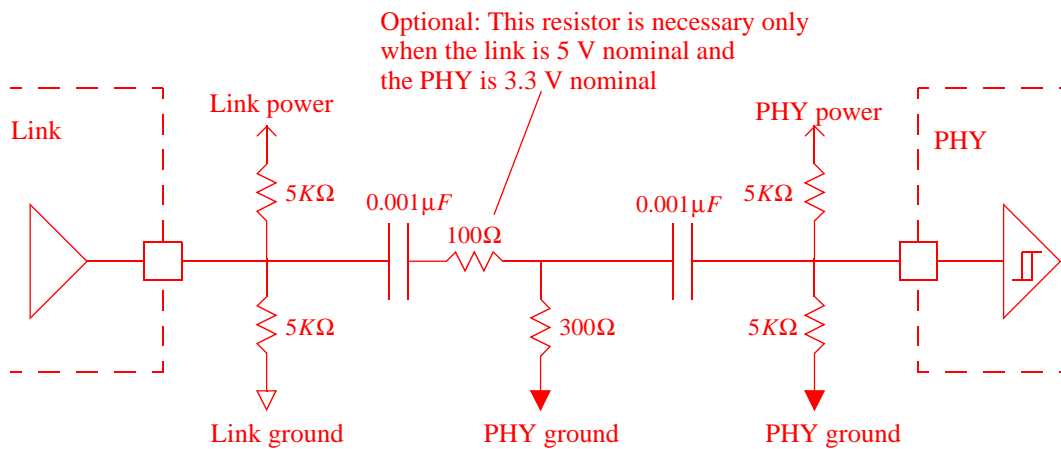 Optional: This resistor is necessary only
when the link is 5 V nominal and
the PHY is 3.3 V nominal
Link
Link power
PHY power
PHY
5KΩ
0.001μF
100Ω
0.001μF
5KΩ
5KΩ
300Ω
5KΩ
Link ground
PHY ground
PHY ground